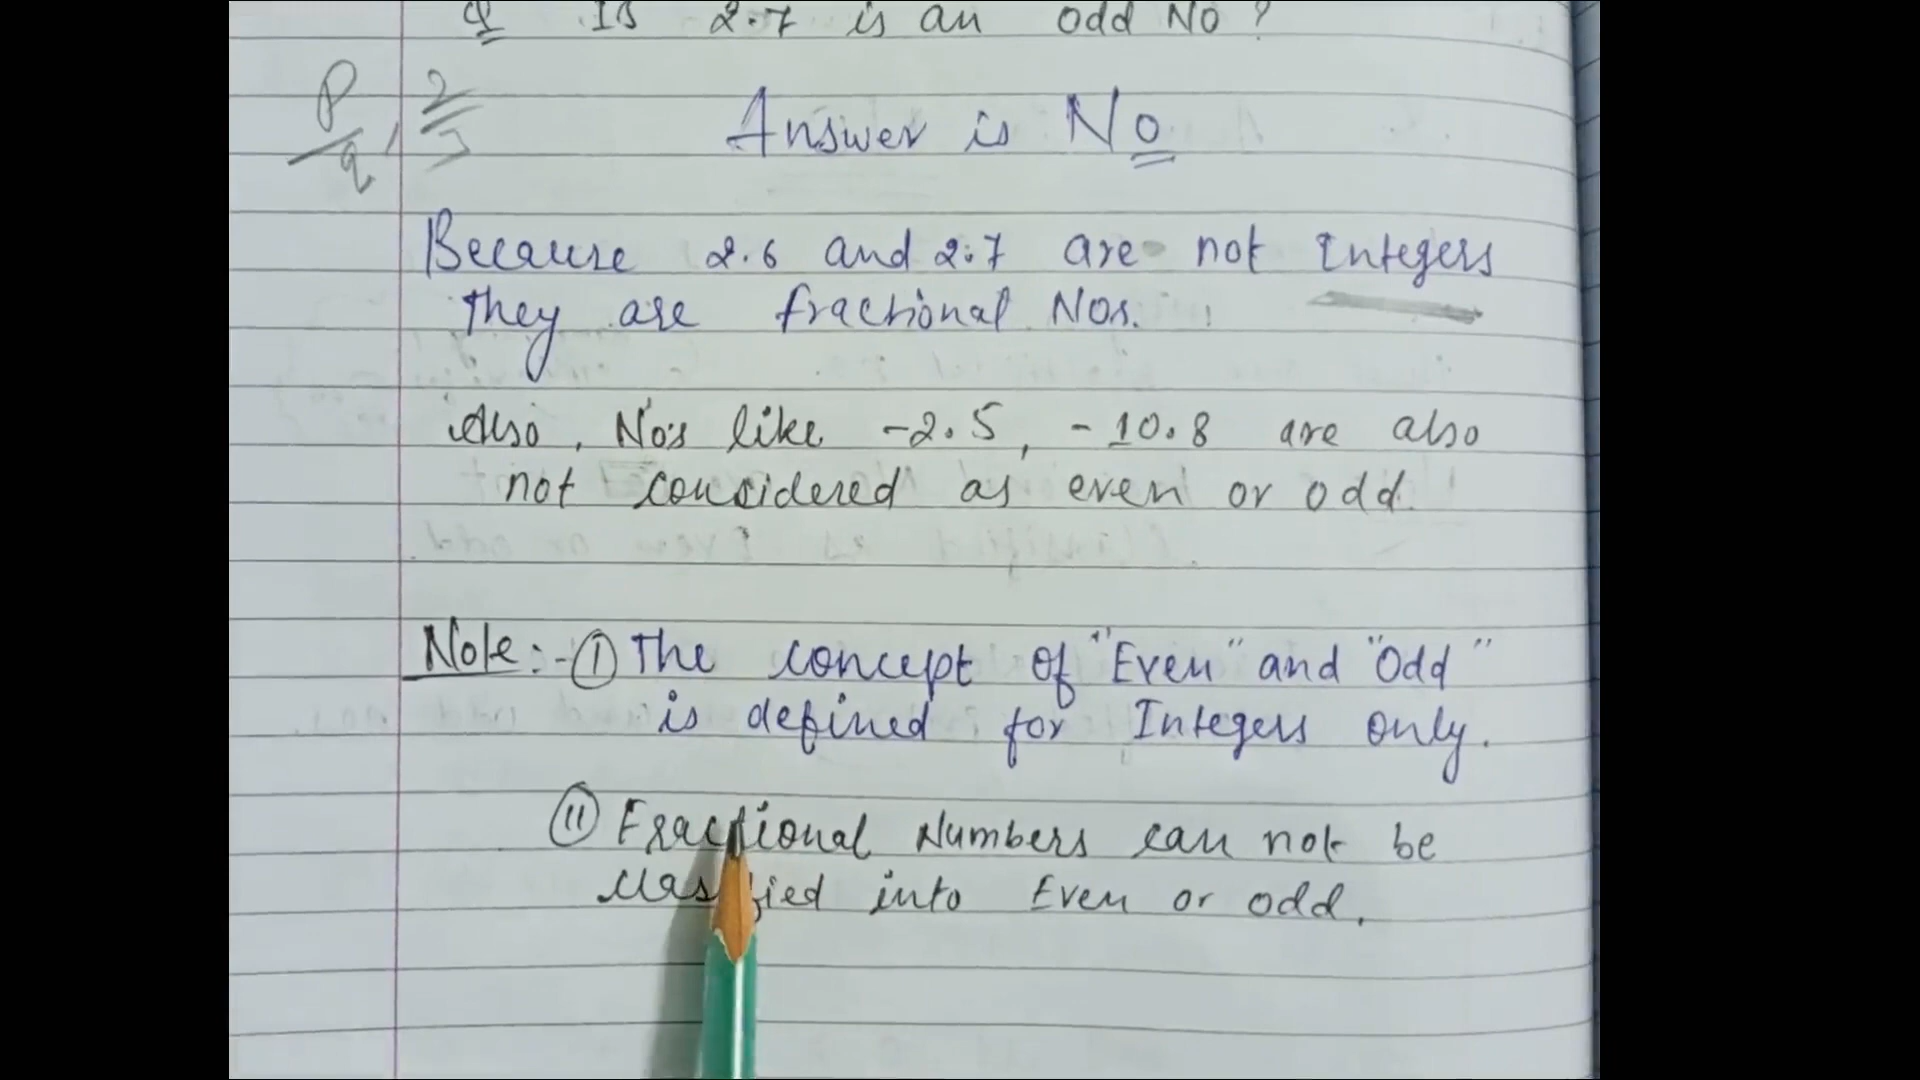 Q Is 2.7 is an odd No?
P/q, 2/5
Answer is No
Because 2.6 and 2.7 are not Integers
they are fractional Nos.
Also, No's like -2.5, -10.8 are also
not considered as even or odd.
Note:- (I) The concept of "Even" and "Odd"
is defined for Integers only.
(II) Fractional Numbers can not be
classified into Even or odd.